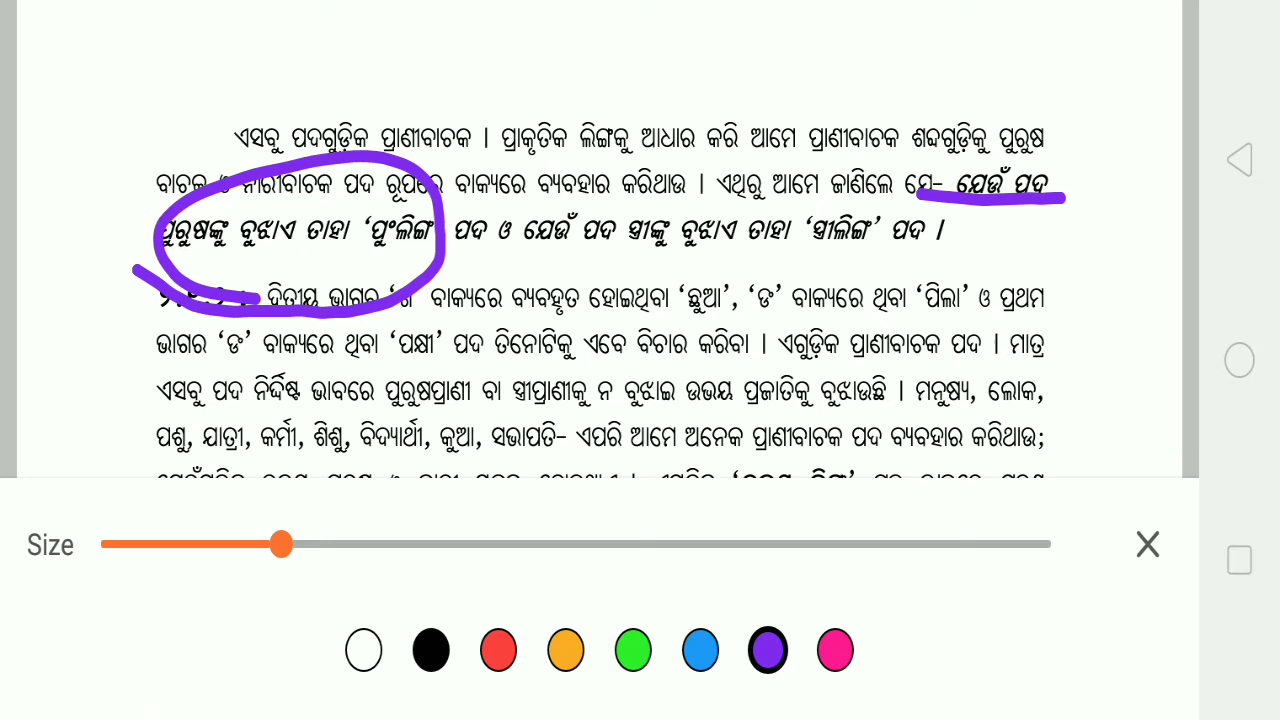 ଏସବୁ ପଦଗୁଡ଼ିକ ପ୍ରାଣୀବାଚକ । ପ୍ରାକୃତିକ ଲିଙ୍ଗକୁ ଆଧାର କରି ଆମେ ପ୍ରାଣୀବାଚକ ଶବ୍ଦଗୁଡ଼ିକୁ ପୁରୁଷ
ବାଚକ ଓ ନାରୀବାଚକ ପଦ ରୂପରେ ବାକ୍ୟରେ ବ୍ୟବହାର କରିଥାଉ । ଏଥିରୁ ଆମେ ଜାଣିଲେ ସେ– ଯେଉଁ ପଦ
ପୁରୁଷଙ୍କୁ ବୁଝାଏ ତାହା ‘ପୁଂଲିଙ୍ଗ’ ପଦ ଓ ଯେଉଁ ପଦ ସ୍ତ୍ରୀଙ୍କୁ ବୁଝାଏ ତାହା ‘ସ୍ତ୍ରୀଲିଙ୍ଗ’ ପଦ ।
ଦ୍ୱିତୀୟ ଭାଗର ବାକ୍ୟରେ ବ୍ୟବହୃତ ହୋଇଥିବା ‘ଛୁଆ’, ‘ଙ’ ବାକ୍ୟରେ ଥିବା ‘ପିଲା’ ଓ ପ୍ରଥମ
ଭାଗର ‘ଙ’ ବାକ୍ୟରେ ଥିବା ‘ପକ୍ଷୀ’ ପଦ ତିନୋଟିକୁ ଏବେ ବିଚାର କରିବା । ଏଗୁଡ଼ିକ ପ୍ରାଣୀବାଚକ ପଦ । ମାତ୍ର
ଏସବୁ ପଦ ନିର୍ଦ୍ଦିଷ୍ଟ ଭାବରେ ପୁରୁଷପ୍ରାଣୀ ବା ସ୍ତ୍ରୀପ୍ରାଣୀକୁ ନ ବୁଝାଇ ଉଭୟ ପ୍ରଜାତିକୁ ବୁଝାଉଛି । ମନୁଷ୍ୟ, ଲୋକ,
ପଶୁ, ଯାତ୍ରୀ, କର୍ମୀ, ଶିଶୁ, ବିଦ୍ୟାର୍ଥୀ, କୁଆ, ସଭାପତି– ଏପରି ଆମେ ଅନେକ ପ୍ରାଣୀବାଚକ ପଦ ବ୍ୟବହାର କରିଥାଉ;
Size